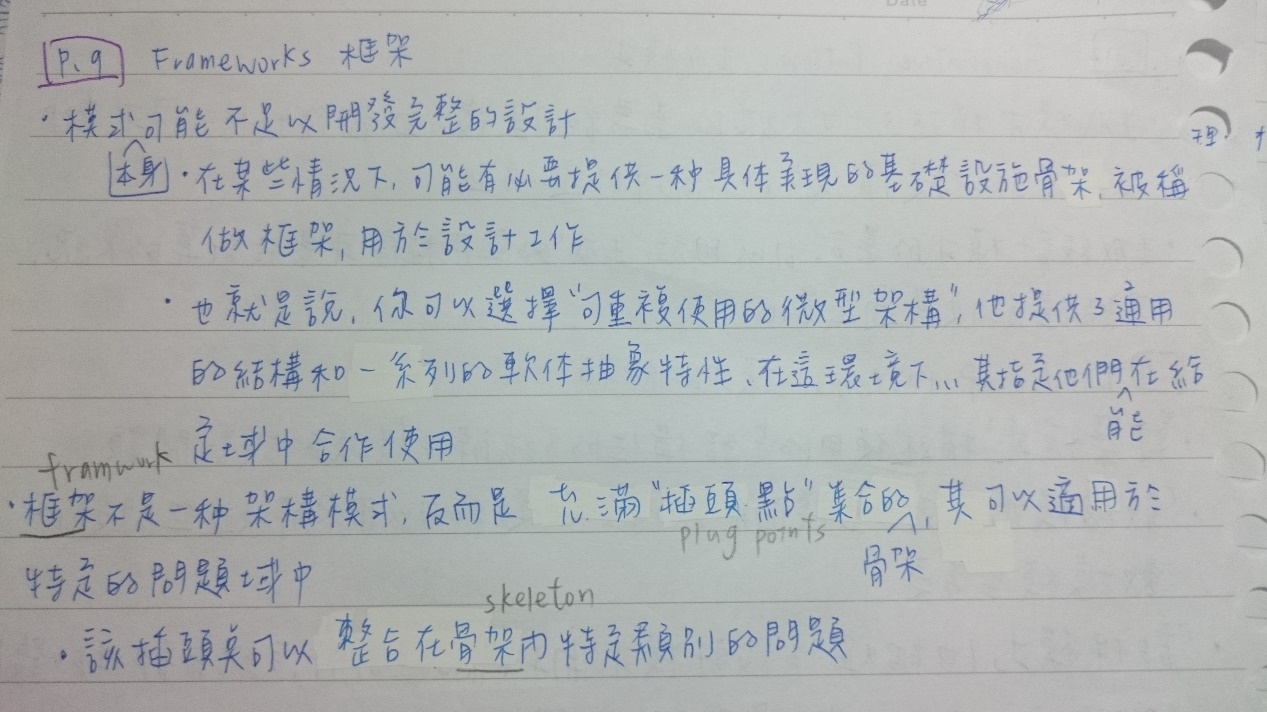 P.9 Frameworks 框架
・模式可能不足以開發完整的設計
本身
・在某些情況下,可能有必要提供一种具体表現的基礎設施骨架,被稱
做框架,用於設計工作
・也就是說,你可以選擇"可重複使用的微型架構",他提供了通用
的結構和一系列的軟体抽象特性、在這環境下... 其指定他們在給
能
定域中合作使用
framwork
・框架不是一种架構模式,反而是充滿"插頭點"集合的,其可以適用於
plug points
骨架
特定的問題域中
skeleton
・該插頭點可以整合在骨架內特定類別的問題
理